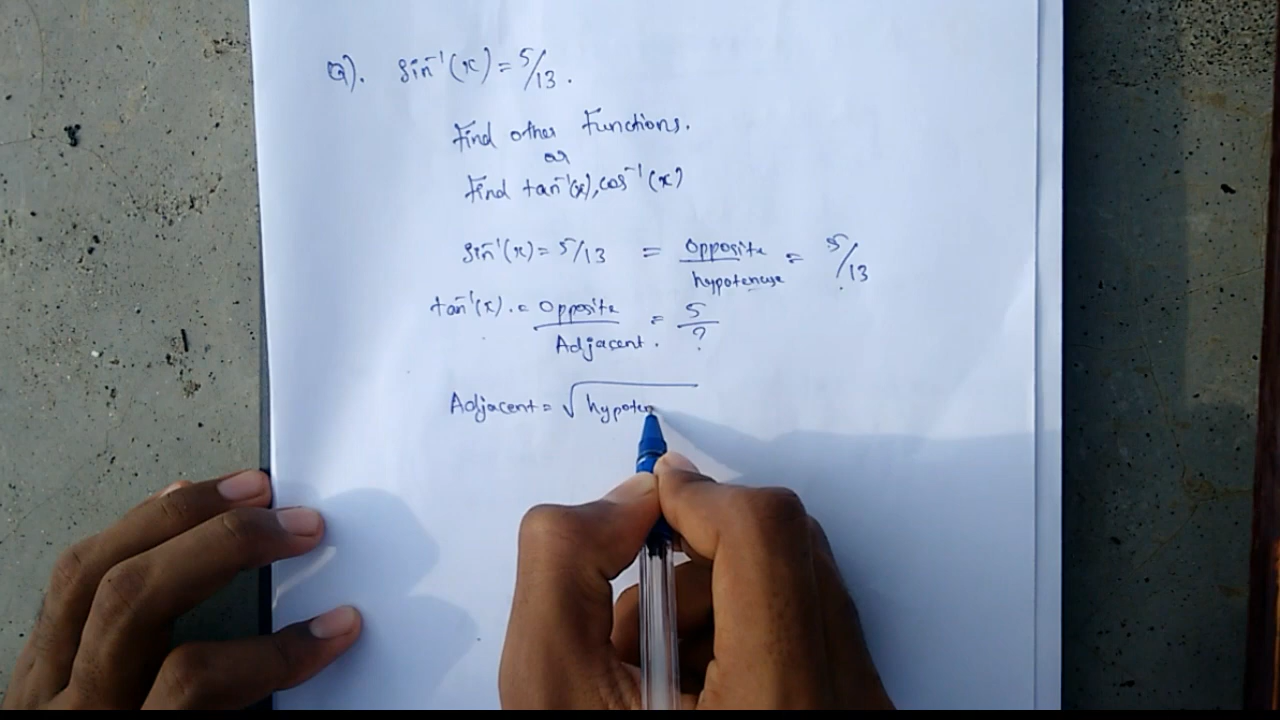 Q). Sin⁻¹(x) = 5/13.
Find other Functions.
or
Find tan⁻¹(x), cos⁻¹(x)
Sin⁻¹(x) = 5/13 = Opposite/hypotenuse = 5/13
tan⁻¹(x). = Opposite/Adjacent. = 5/?
Adjacent = √hypoten